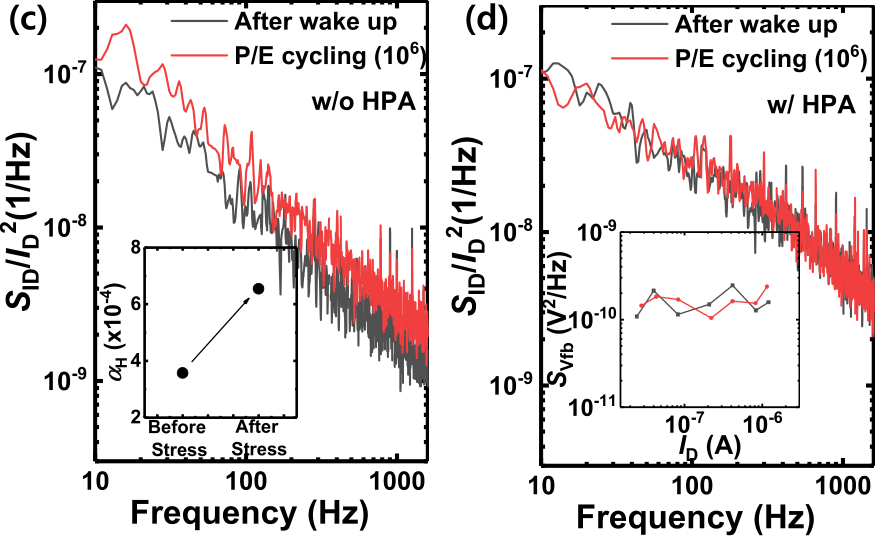 (c)
After wake up
P/E cycling (10⁶)
w/o HPA
S_ID/I_D²(1/Hz)
10⁻⁷
10⁻⁸
10⁻⁹
α_H (x10⁻⁴)
8
6
4
2
Before Stress
After Stress
10
100
1000
Frequency (Hz)
(d)
After wake up
P/E cycling (10⁶)
w/ HPA
S_ID/I_D²(1/Hz)
10⁻⁷
10⁻⁸
10⁻⁹
S_Vfb (V²/Hz)
10⁻⁹
10⁻¹⁰
10⁻¹¹
10⁻⁷
10⁻⁶
I_D (A)
10
100
1000
Frequency (Hz)